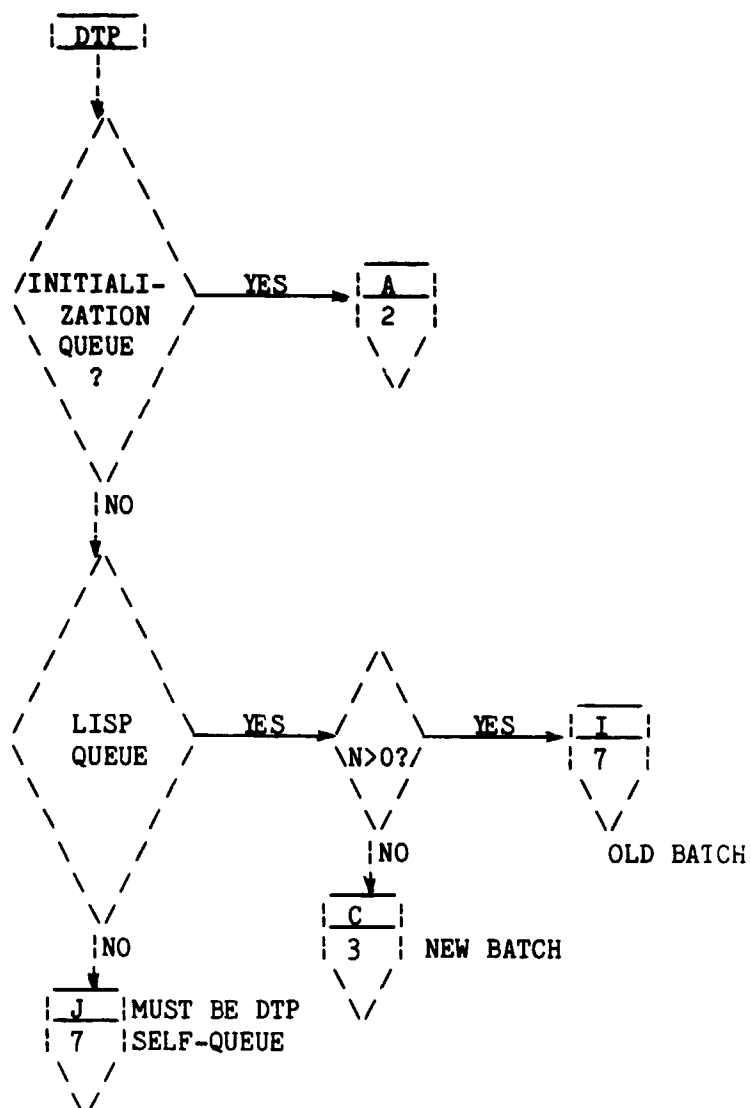 DTP
INITIALI-
ZATION
QUEUE
?
YES
A
2
NO
LISP
QUEUE
YES
N>0?
YES
I
7
OLD BATCH
NO
C
3
NEW BATCH
NO
J
7
MUST BE DTP
SELF-QUEUE